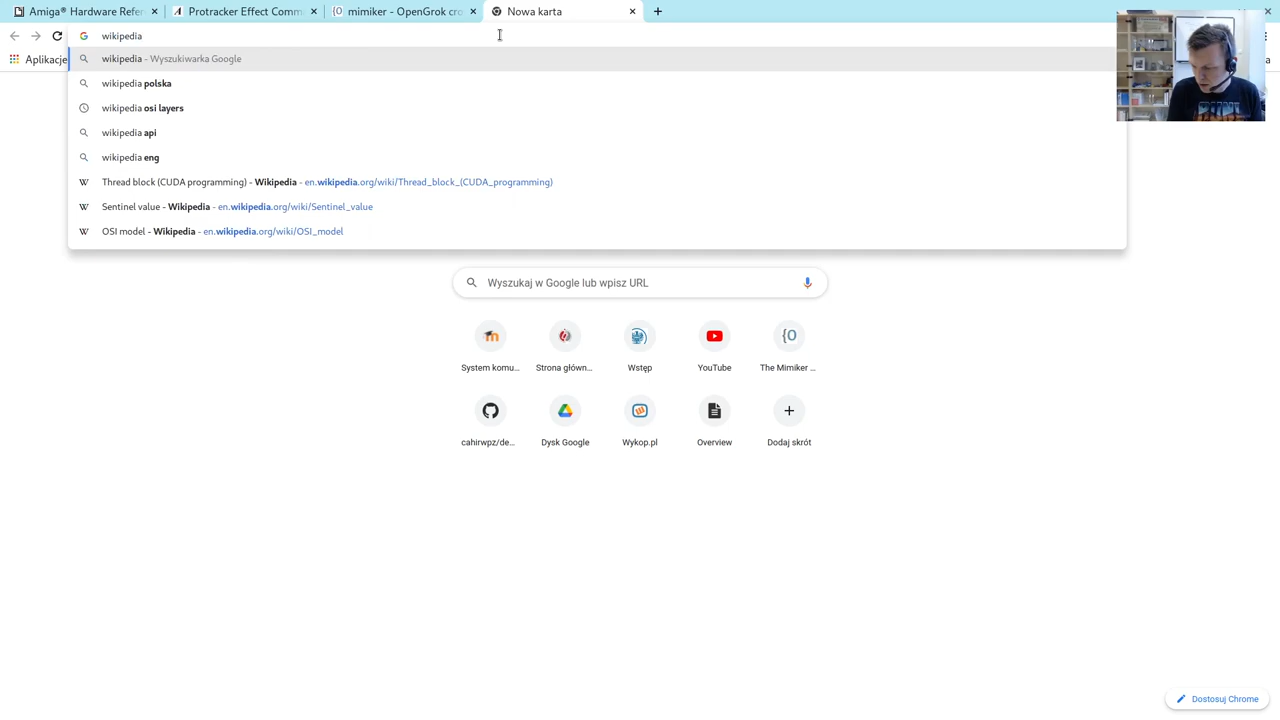 Amiga® Hardware Refer
Protracker Effect Comm
mimiker - OpenGrok cro
Nowa karta
wikipedia
Aplikacje
wikipedia - Wyszukiwarka Google
wikipedia polska
wikipedia osi layers
wikipedia api
wikipedia eng
Thread block (CUDA programming) - Wikipedia - en.wikipedia.org/wiki/Thread_block_(CUDA_programming)
Sentinel value - Wikipedia - en.wikipedia.org/wiki/Sentinel_value
OSI model - Wikipedia - en.wikipedia.org/wiki/OSI_model
Wyszukaj w Google lub wpisz URL
System komu...
Strona główn...
Wstęp
YouTube
The Mimiker ...
cahirwpz/de...
Dysk Google
Wykop.pl
Overview
Dodaj skrót
Dostosuj Chrome